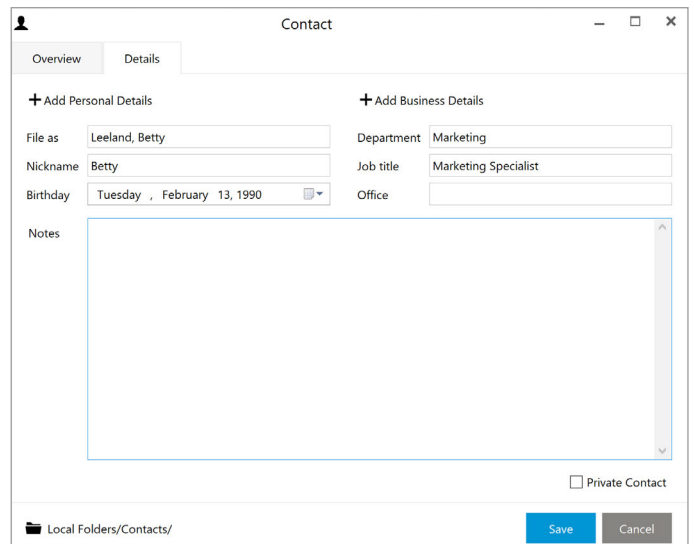 Contact
Overview Details
Add Personal Details Add Business Details
File as Leeland, Betty Department Marketing
Nickname Betty Job title Marketing Specialist
Birthday Tuesday , February 13, 1990 Office
Notes
Private Contact
Local Folders/Contacts/ Save Cancel